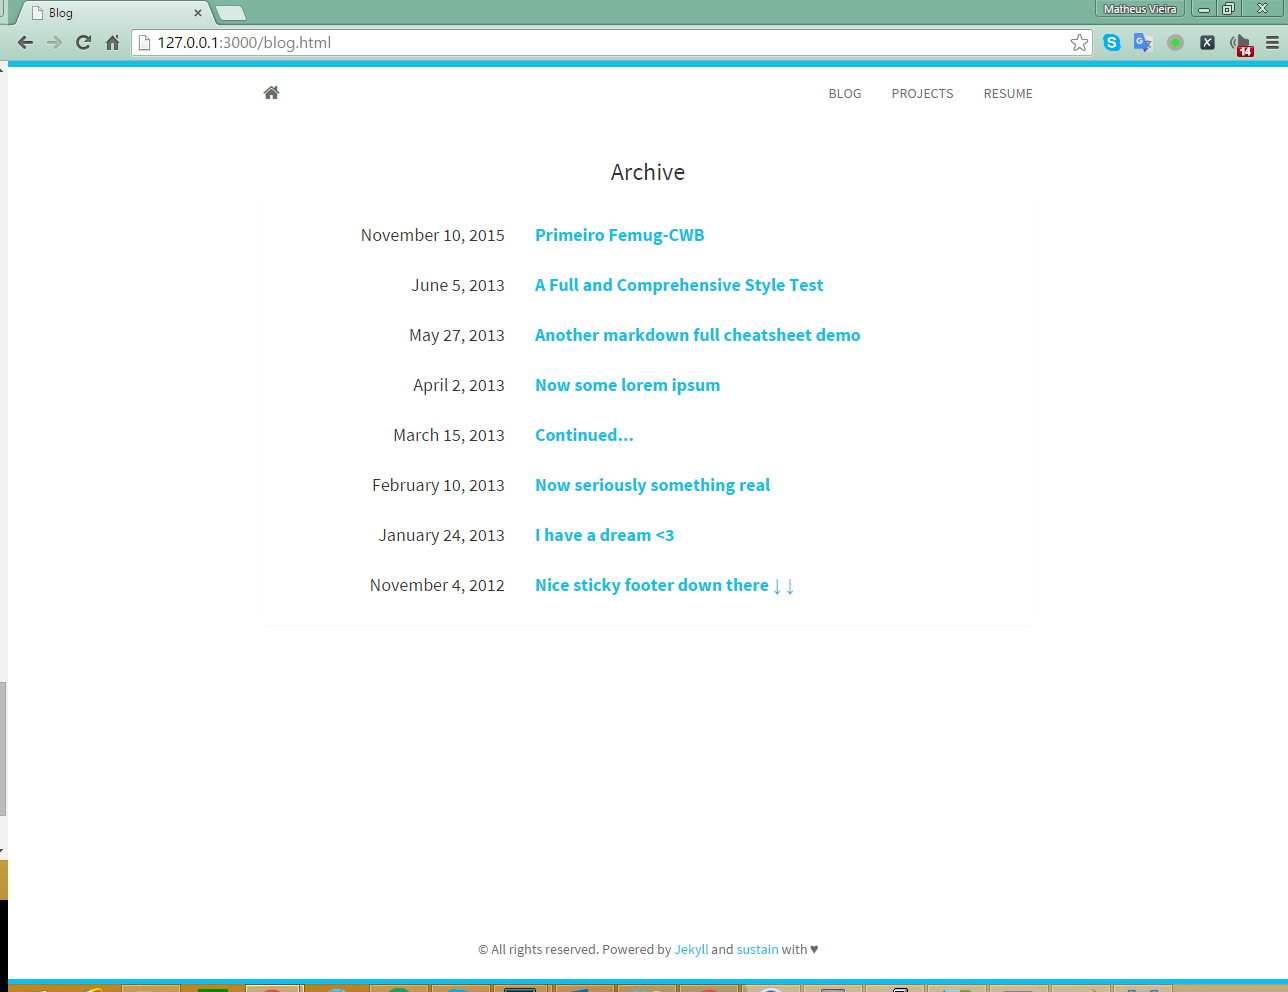 Blog
Matheus Vieira
127.0.0.1:3000/blog.html
14
BLOG PROJECTS RESUME
Archive
November 10, 2015 Primeiro Femug-CWB
June 5, 2013 A Full and Comprehensive Style Test
May 27, 2013 Another markdown full cheatsheet demo
April 2, 2013 Now some lorem ipsum
March 15, 2013 Continued...
February 10, 2013 Now seriously something real
January 24, 2013 I have a dream <3
November 4, 2012 Nice sticky footer down there ↓ ↓
© All rights reserved. Powered by Jekyll and sustain with ♥